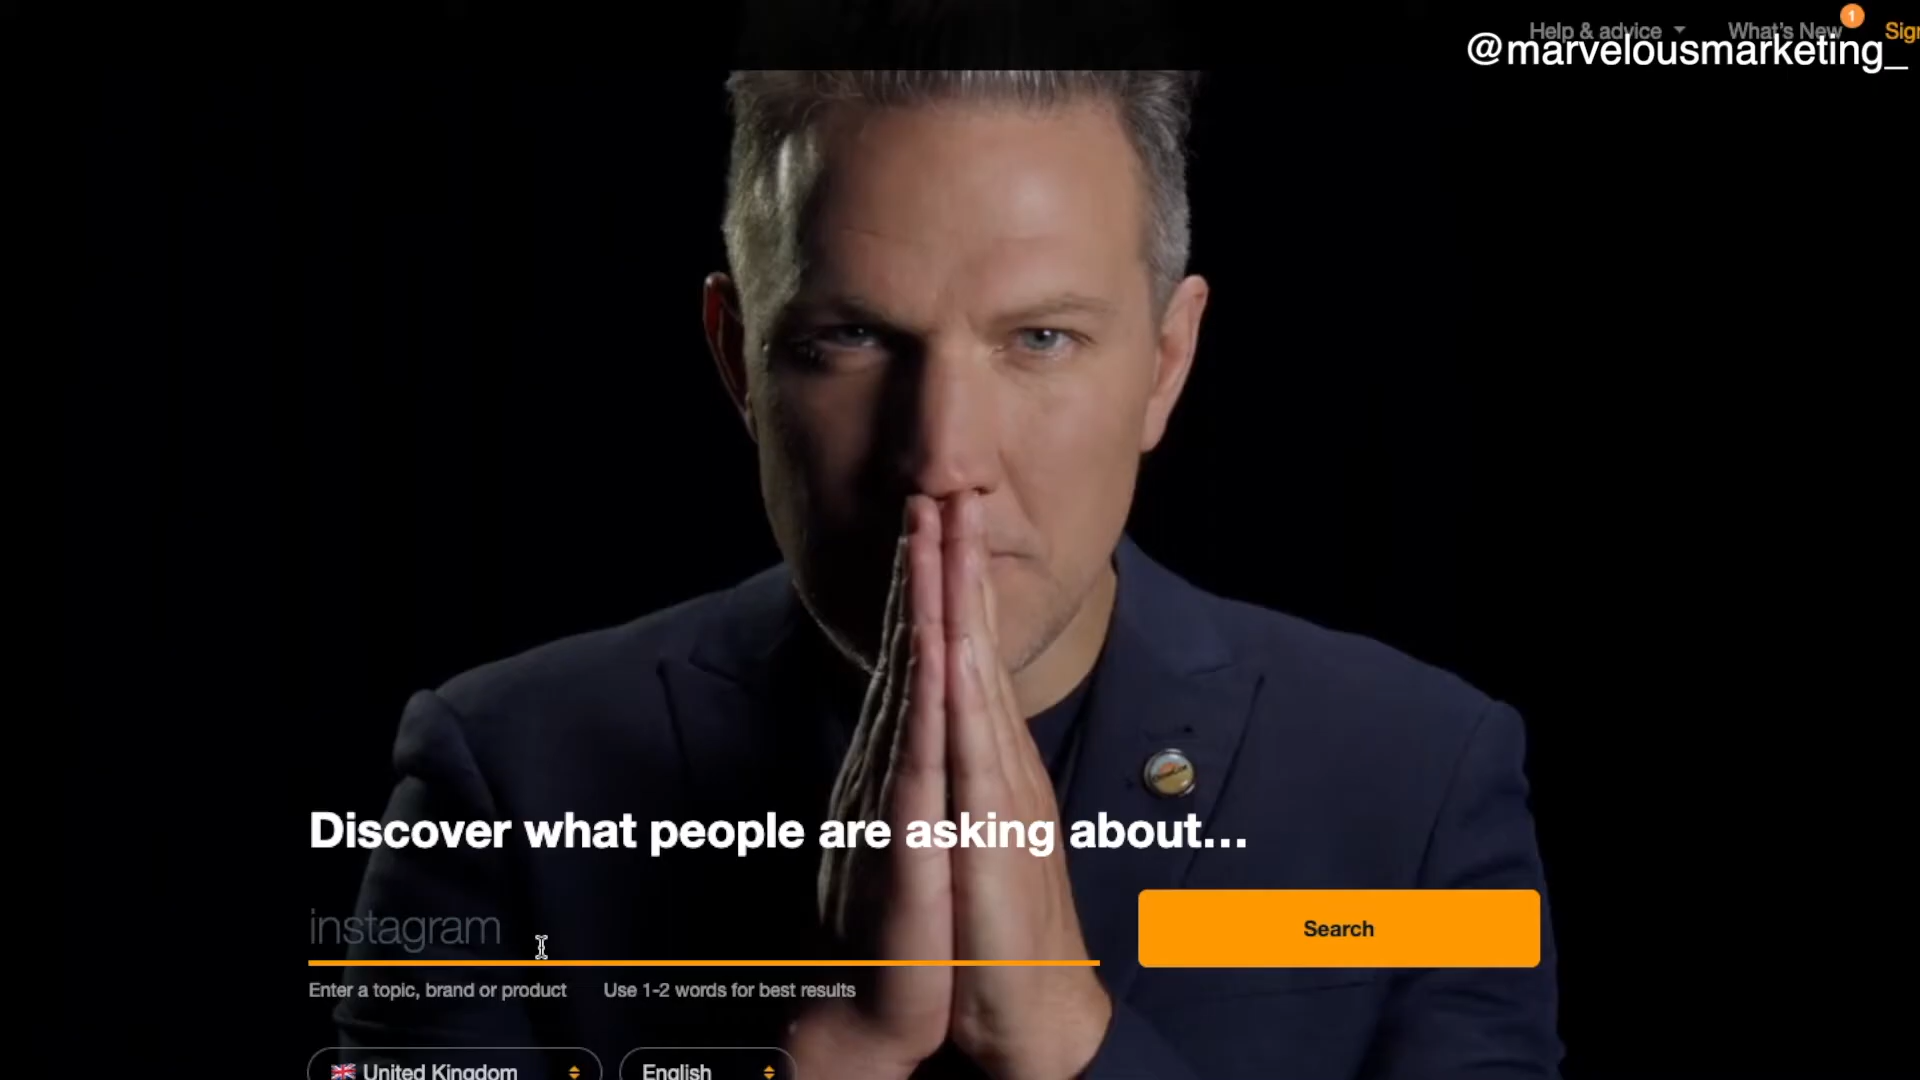 Help & advice What's New 1
@marvelousmarketing_
Discover what people are asking about...
instagram
Search
Enter a topic, brand or product Use 1-2 words for best results
United Kingdom English